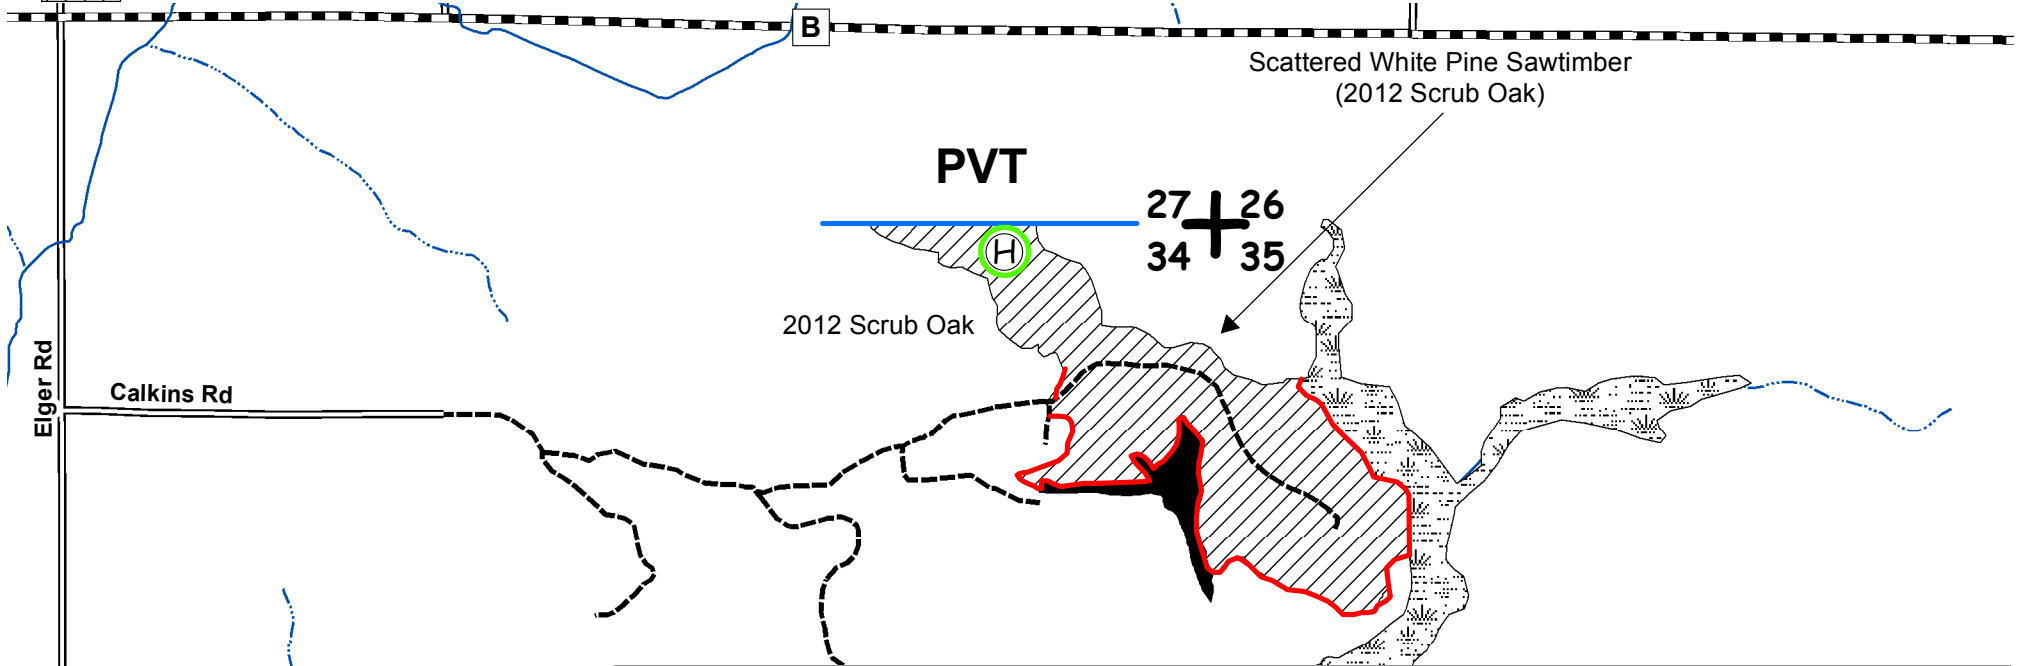 B
Scattered White Pine Sawtimber
(2012 Scrub Oak)
PVT
27 26
34 35
H
2012 Scrub Oak
Elger Rd
Calkins Rd